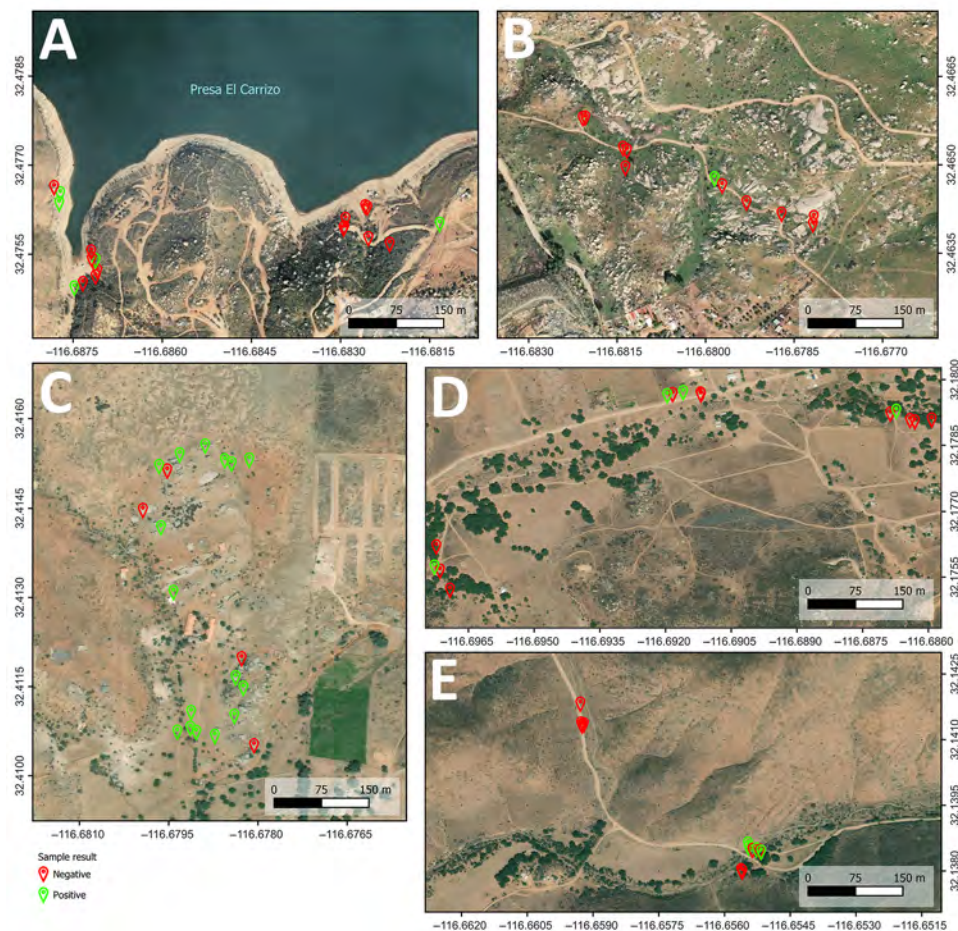 A
Presa El Carrizo
32.4785
32.4770
32.4755
0 75 150 m
−116.6875 −116.6860 −116.6845 −116.6830 −116.6815
B
32.4665
32.4650
32.4635
0 75 150 m
−116.6830 −116.6815 −116.6800 −116.6785 −116.6770
C
32.4160
32.4145
32.4130
32.4115
32.4100
0 75 150 m
−116.6810 −116.6795 −116.6780 −116.6765
Sample result
Negative
Positive
D
32.1800
32.1785
32.1770
32.1755
0 75 150 m
−116.6965 −116.6950 −116.6935 −116.6920 −116.6905 −116.6890 −116.6875 −116.6860
E
32.1425
32.1410
32.1395
32.1380
0 75 150 m
−116.6620 −116.6605 −116.6590 −116.6575 −116.6560 −116.6545 −116.6530 −116.6515